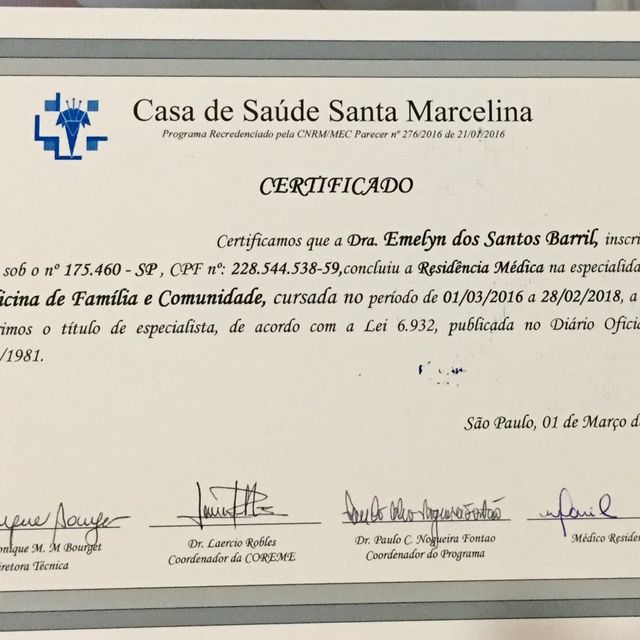 Casa de Saúde Santa Marcelina
Programa Recredenciado pela CNRM/MEC Parecer nº 276/2016 de 21/01/2016
CERTIFICADO
Certificamos que a Dra. Emelyn dos Santos Barril, inscri
sob o nº 175.460 - SP , CPF nº: 228.544.538-59,concluiu a Residência Médica na especialida
icina de Família e Comunidade, cursada no período de 01/03/2016 a 28/02/2018, a
rimos o título de especialista, de acordo com a Lei 6.932, publicada no Diário Oficia
/1981.
São Paulo, 01 de Março d
onique M. M Bourget
Dr. Laercio Robles
Dr. Paulo C. Nogueira Fontao
Médico Residen
iretora Técnica
Coordenador da COREME
Coordenador do Programa